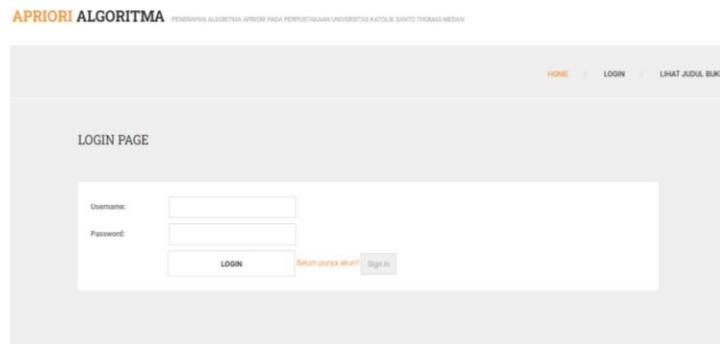 APRIORI ALGORITMA PENERAPAN ALGORITMA APRIORI PADA PERPUSTAKAAN UNIVERSITAS KATOLIK SANTO THOMAS MEDAN
HOME / LOGIN / LIHAT JUDUL BUK
LOGIN PAGE
Username:
Password:
LOGIN Belum punya akun? Sign In